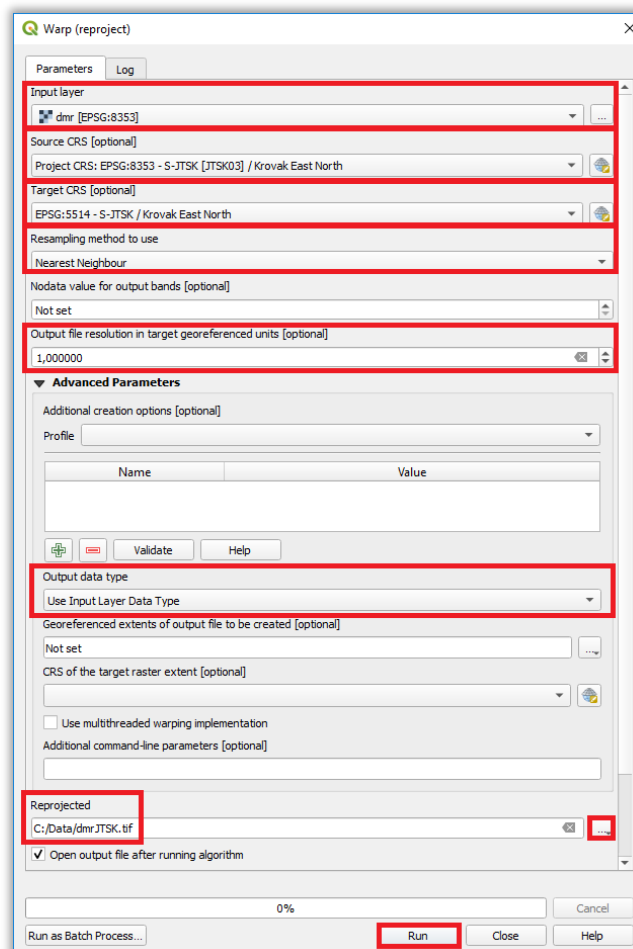 Warp (reproject)
Parameters
Log
Input layer
dmr [EPSG:8353]
...
Source CRS [optional]
Project CRS: EPSG:8353 - S-JTSK [JTSK03] / Krovak East North
Target CRS [optional]
EPSG:5514 - S-JTSK / Krovak East North
Resampling method to use
Nearest Neighbour
Nodata value for output bands [optional]
Not set
Output file resolution in target georeferenced units [optional]
1,000000
Advanced Parameters
Additional creation options [optional]
Profile
Name Value
Validate Help
Output data type
Use Input Layer Data Type
Georeferenced extents of output file to be created [optional]
Not set
...
CRS of the target raster extent [optional]
Use multithreaded warping implementation
Additional command-line parameters [optional]
Reprojected
C:/Data/dmrJTSK.tif
...
Open output file after running algorithm
0%
Cancel
Run as Batch Process...
Run
Close
Help